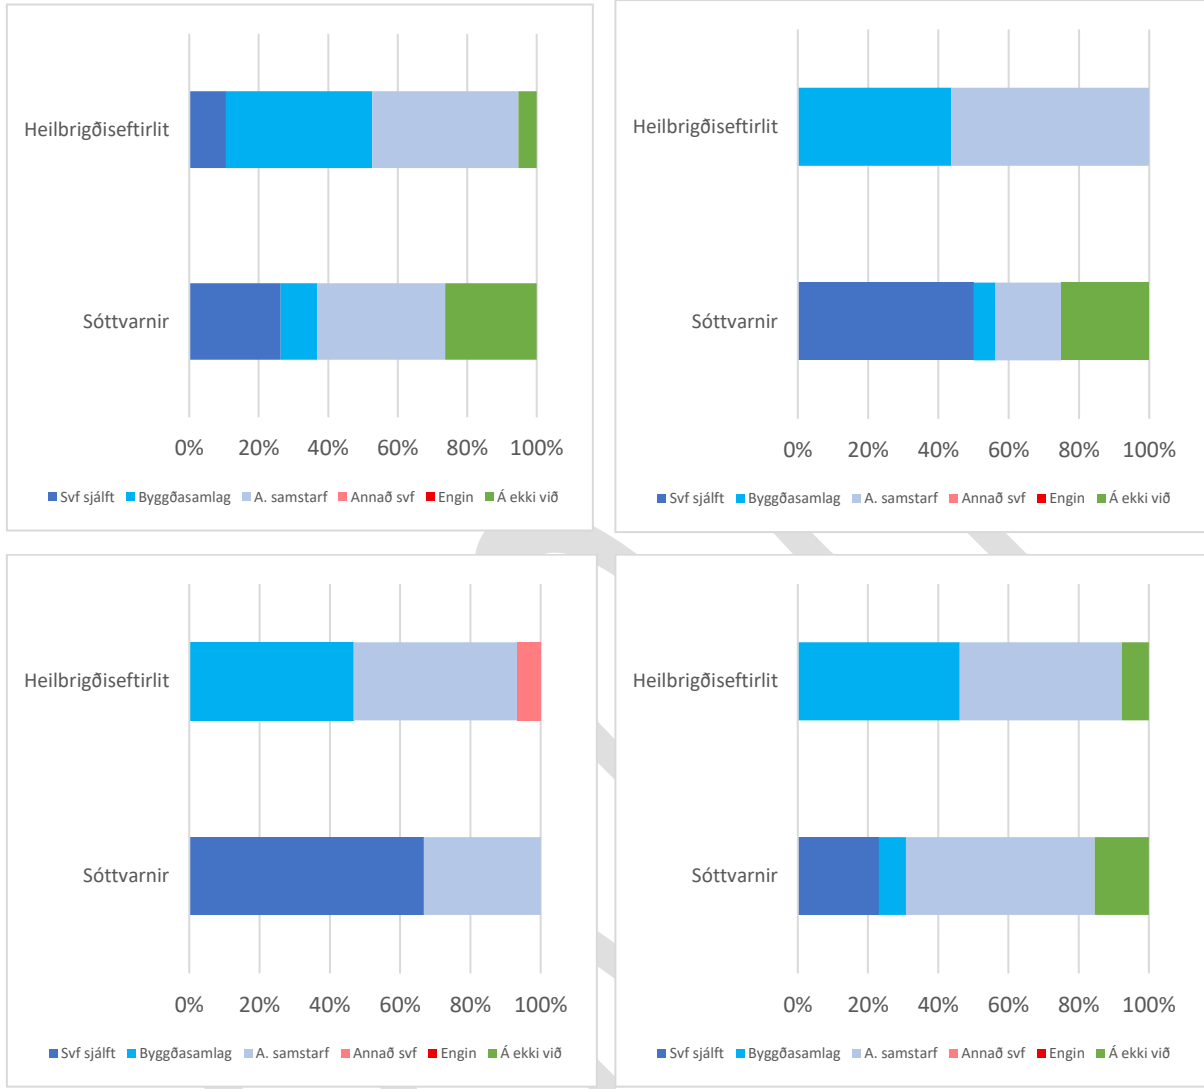 Heilbrigðiseftirlit
Sóttvarnir
0% 20% 40% 60% 80% 100%
Svf sjálft Byggðasamlag A. samstarf Annað svf Engin Á ekki við
Heilbrigðiseftirlit
Sóttvarnir
0% 20% 40% 60% 80% 100%
Svf sjálft Byggðasamlag A. samstarf Annað svf Engin Á ekki við
Heilbrigðiseftirlit
Sóttvarnir
0% 20% 40% 60% 80% 100%
Svf sjálft Byggðasamlag A. samstarf Annað svf Engin Á ekki við
Heilbrigðiseftirlit
Sóttvarnir
0% 20% 40% 60% 80% 100%
Svf sjálft Byggðasamlag A. samstarf Annað svf Engin Á ekki við